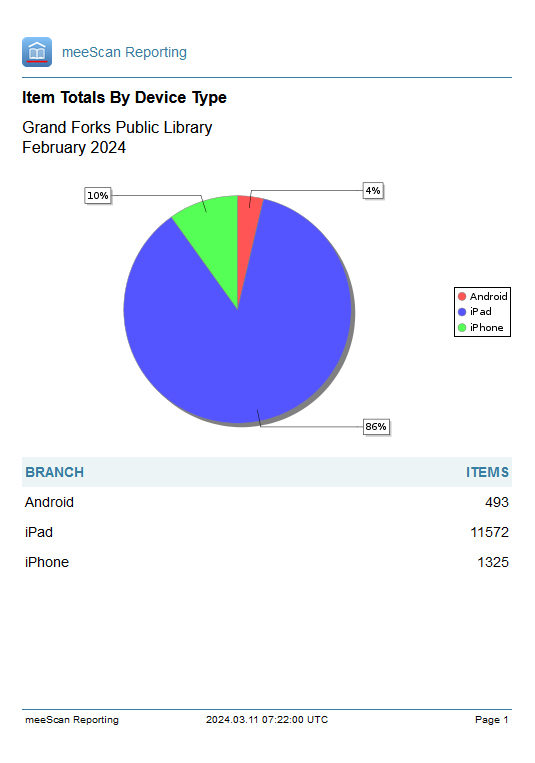 meeScan Reporting
Item Totals By Device Type
Grand Forks Public Library
February 2024
10%
4%
Android
iPad
iPhone
86%
BRANCH ITEMS
Android 493
iPad 11572
iPhone 1325
meeScan Reporting 2024.03.11 07:22:00 UTC Page 1